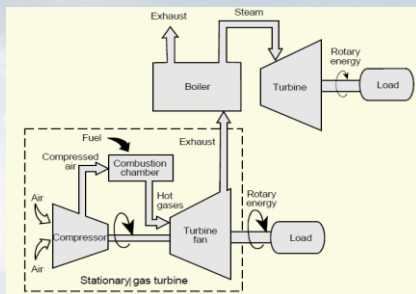 Exhaust
Steam
Boiler
Turbine
Rotary
energy
Load
Fuel
Exhaust
Compressed
air
Combustion
chamber
Air
Hot
gases
Rotary
energy
Compressor
Turbine
fan
Load
Air
Stationary gas turbine